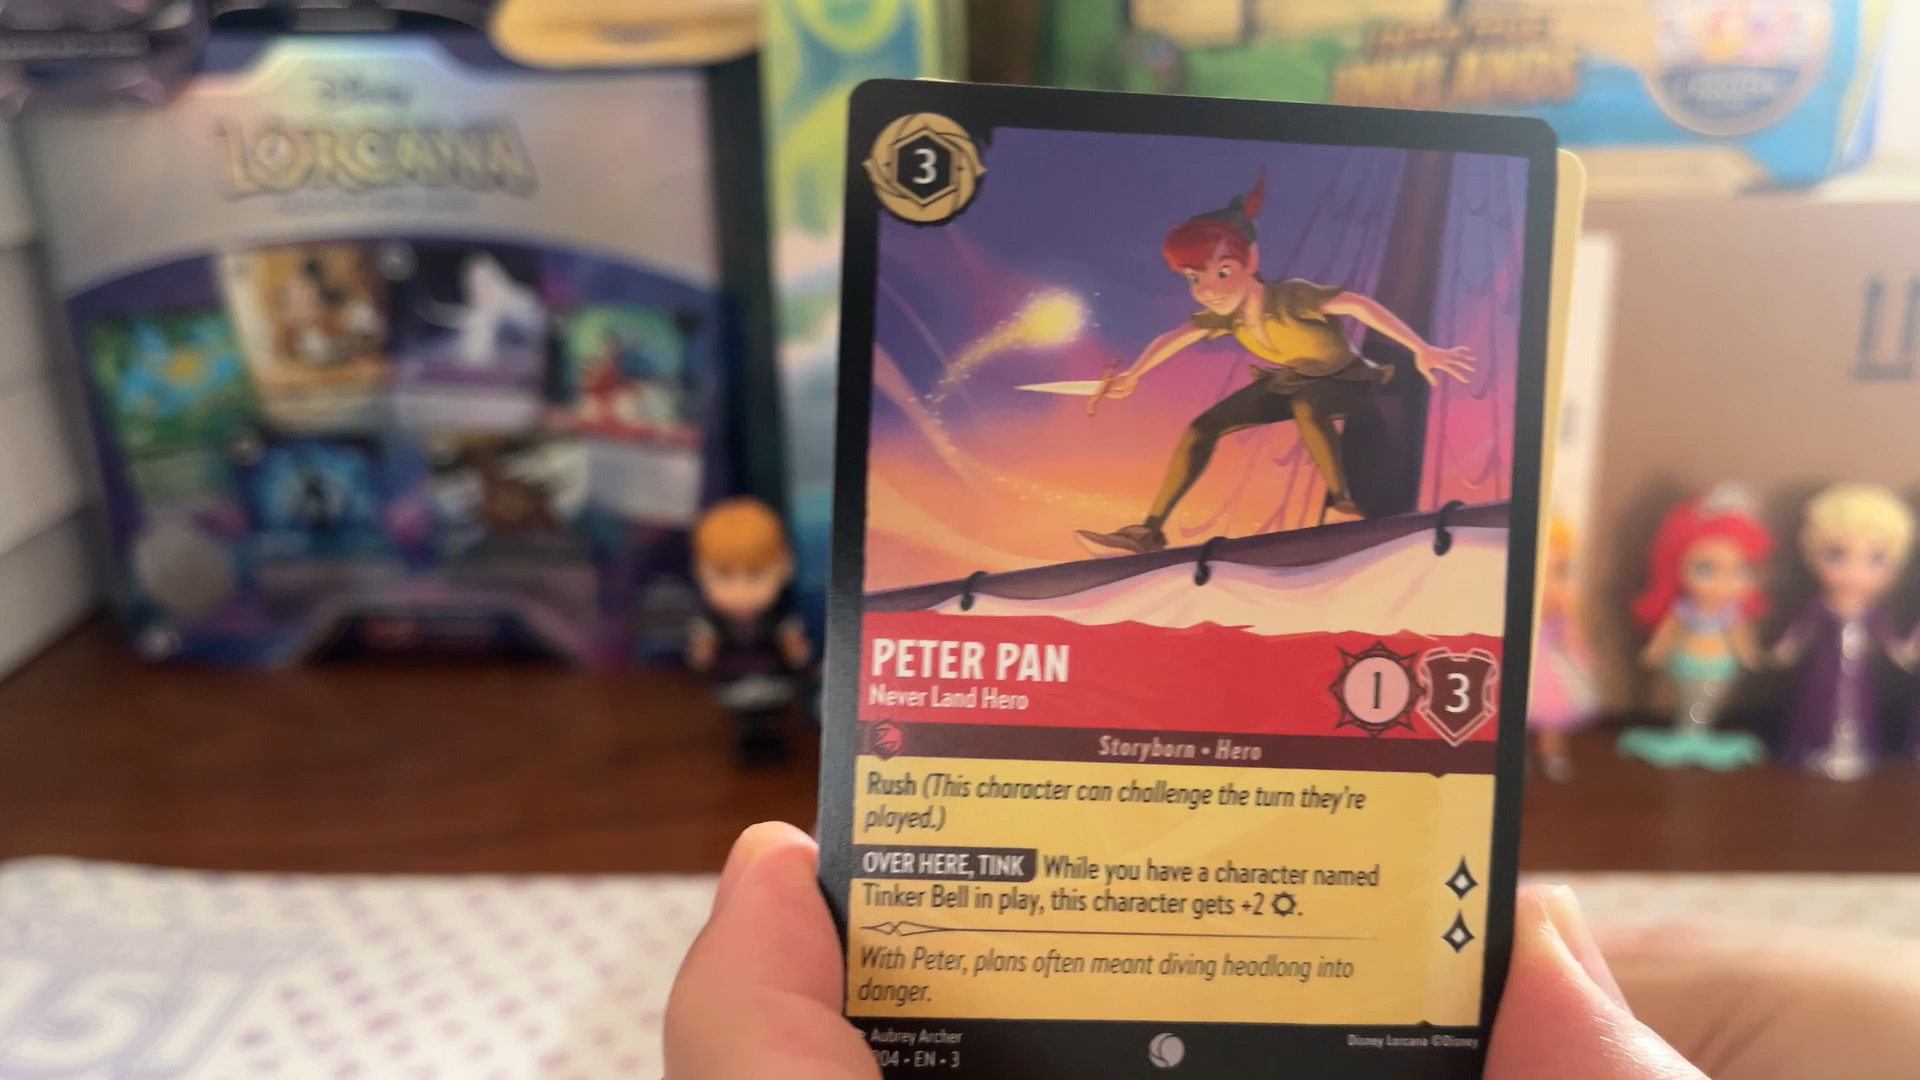 Disney
LORCANA
INKLANDS
3
PETER PAN
Never Land Hero
1
3
Storyborn • Hero
Rush (This character can challenge the turn they're
played.)
OVER HERE, TINK While you have a character named
Tinker Bell in play, this character gets +2
With Peter, plans often meant diving headlong into
danger.
Aubrey Archer
Disney Lorcana ©Disney
204 • EN • 3